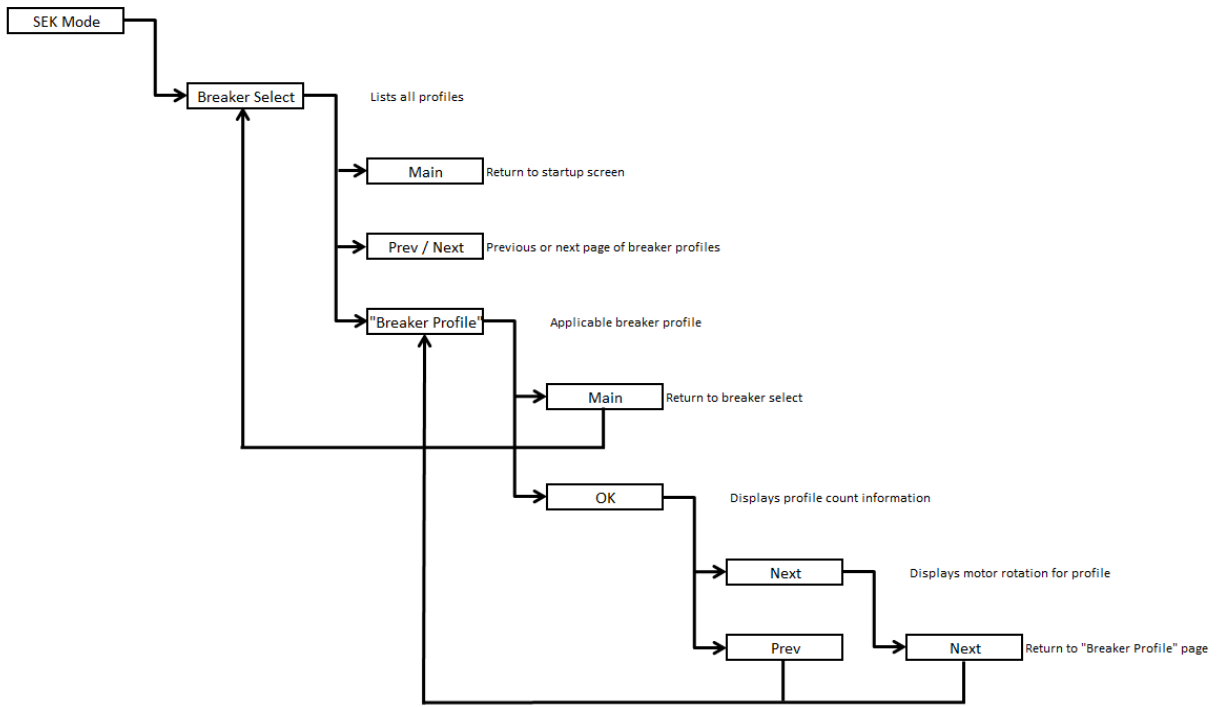 SEK Mode
Breaker Select
Lists all profiles
Main
Return to startup screen
Prev / Next
Previous or next page of breaker profiles
"Breaker Profile"
Applicable breaker profile
Main
Return to breaker select
OK
Displays profile count information
Next
Displays motor rotation for profile
Prev
Next
Return to "Breaker Profile" page